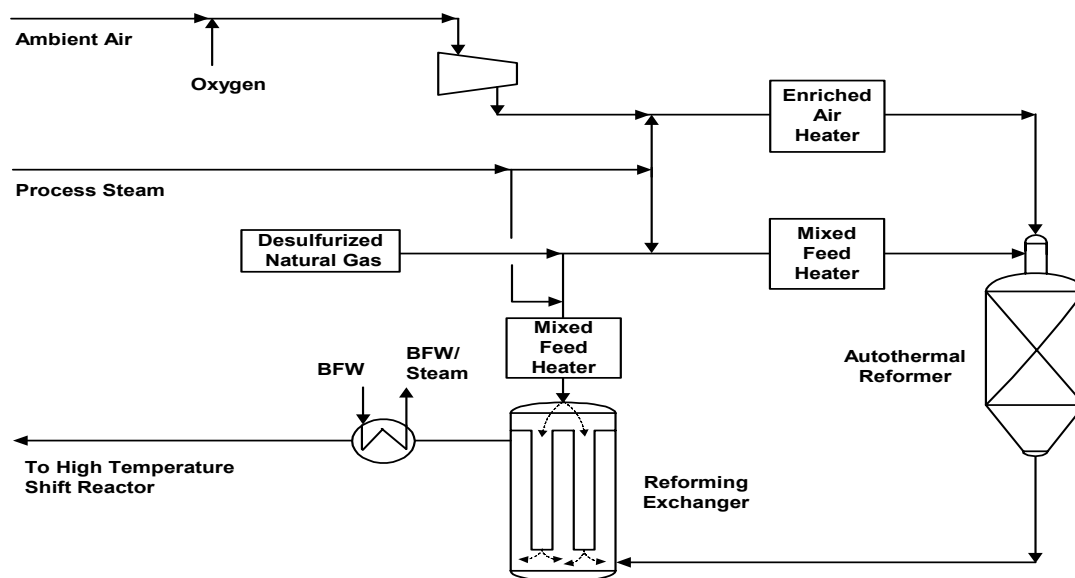 Ambient Air
Oxygen
Enriched
Air
Heater
Process Steam
Desulfurized
Natural Gas
Mixed
Feed
Heater
Mixed
Feed
Heater
BFW
BFW/
Steam
Autothermal
Reformer
To High Temperature
Shift Reactor
Reforming
Exchanger